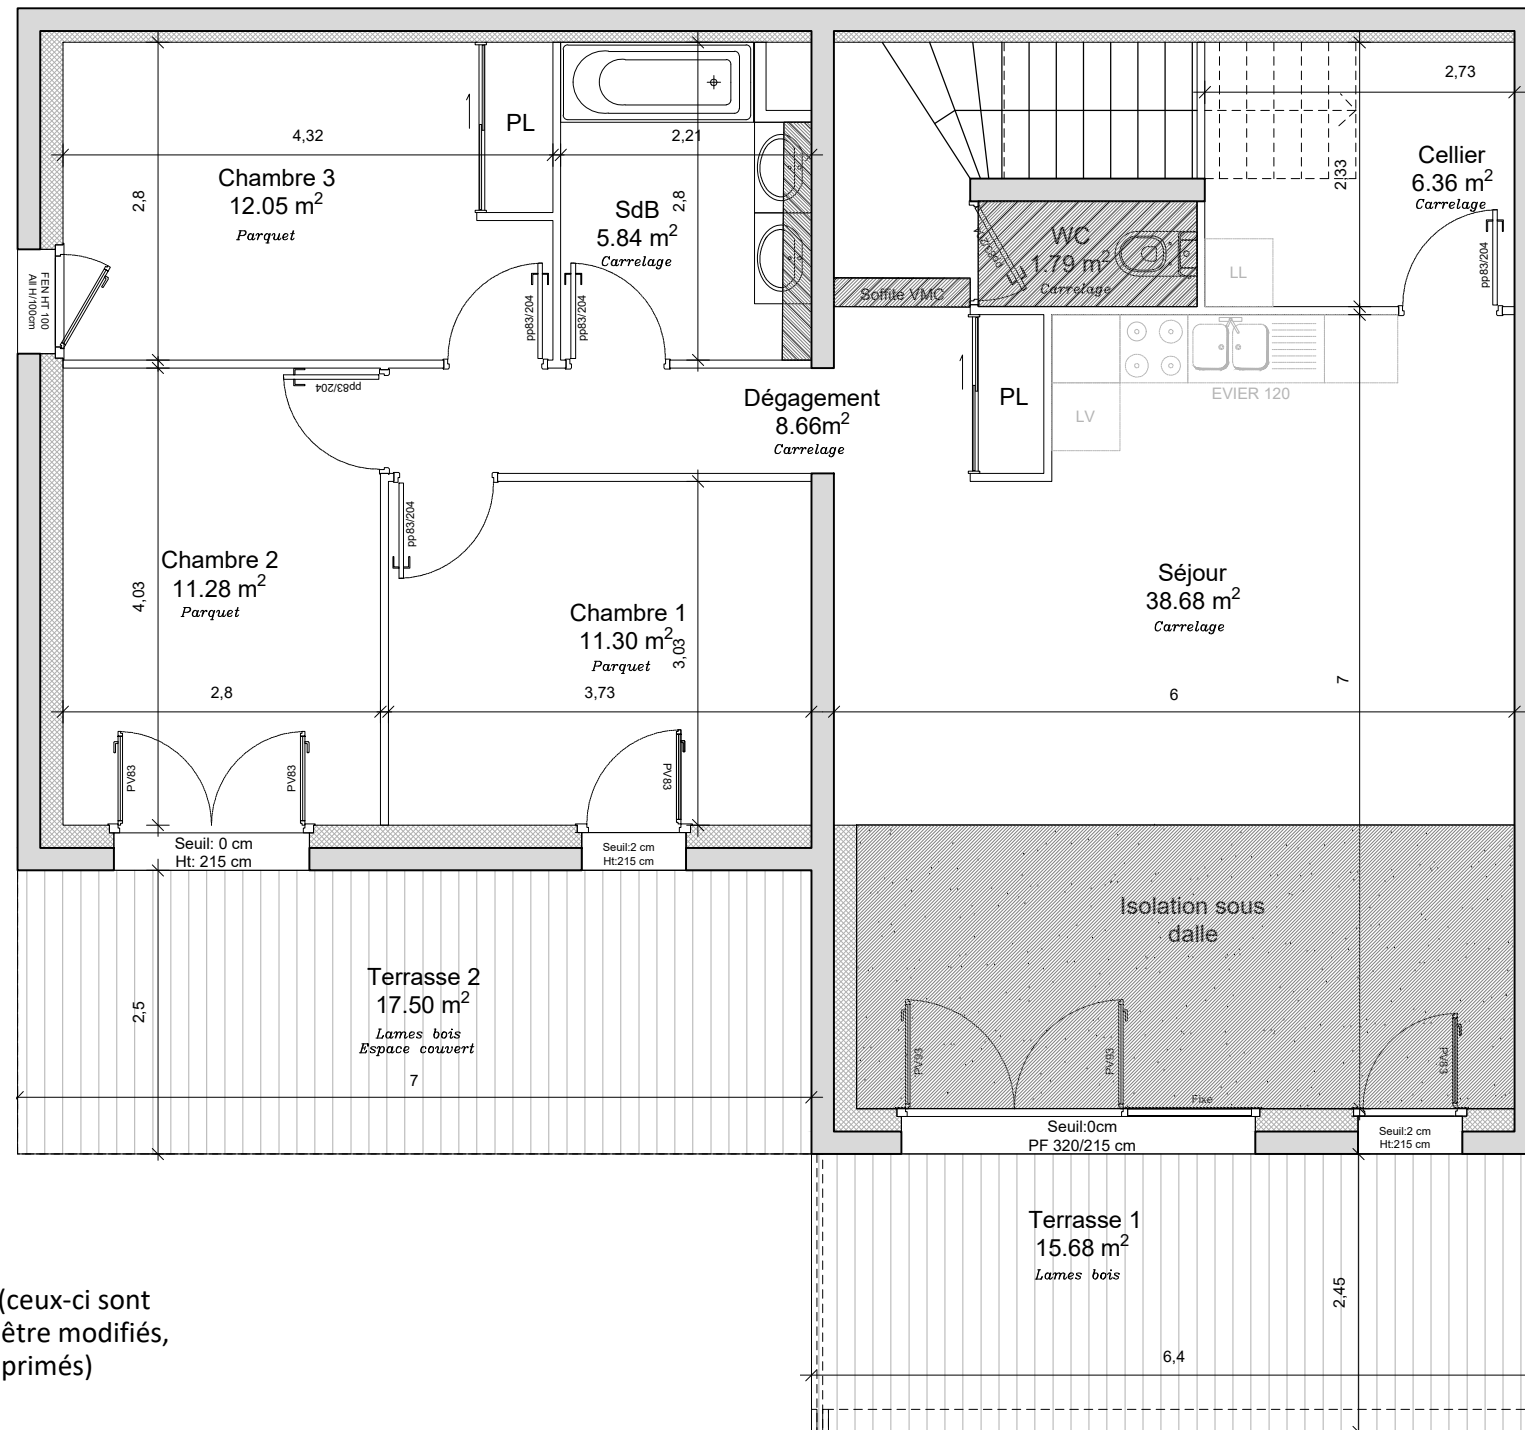 2,73
4,32
PL
2,21
Chambre 3
12.05 m²
Parquet
2,8
SdB
5.84 m²
Carrelage
2,8
2,33
Cellier
6.36 m²
Carrelage
pp83/204
WC
1.79 m²
Carrelage
pp83/204
LL
Soffite VMC
FEN HT 100
All H/100cm
pp83/204
pp83/204
pp83/204
PL
LV
EVIER 120
Dégagement
8.66m²
Carrelage
pp83/204
Chambre 2
11.28 m²
Parquet
4,03
Chambre 1
11.30 m²
Parquet
3,03
Séjour
38.68 m²
Carrelage
2,8
3,73
6
7
PV83
PV83
PV83
Seuil: 0 cm
Ht: 215 cm
Seuil:2 cm
Ht:215 cm
Isolation sous
dalle
Terrasse 2
17.50 m²
Lames bois
Espace couvert
2,5
7
PV93
PV93
PV83
Fixe
Seuil:0cm
PF 320/215 cm
Seuil:2 cm
Ht:215 cm
Terrasse 1
15.68 m²
Lames bois
2,45
6,4
(ceux-ci sont
être modifiés,
primés)